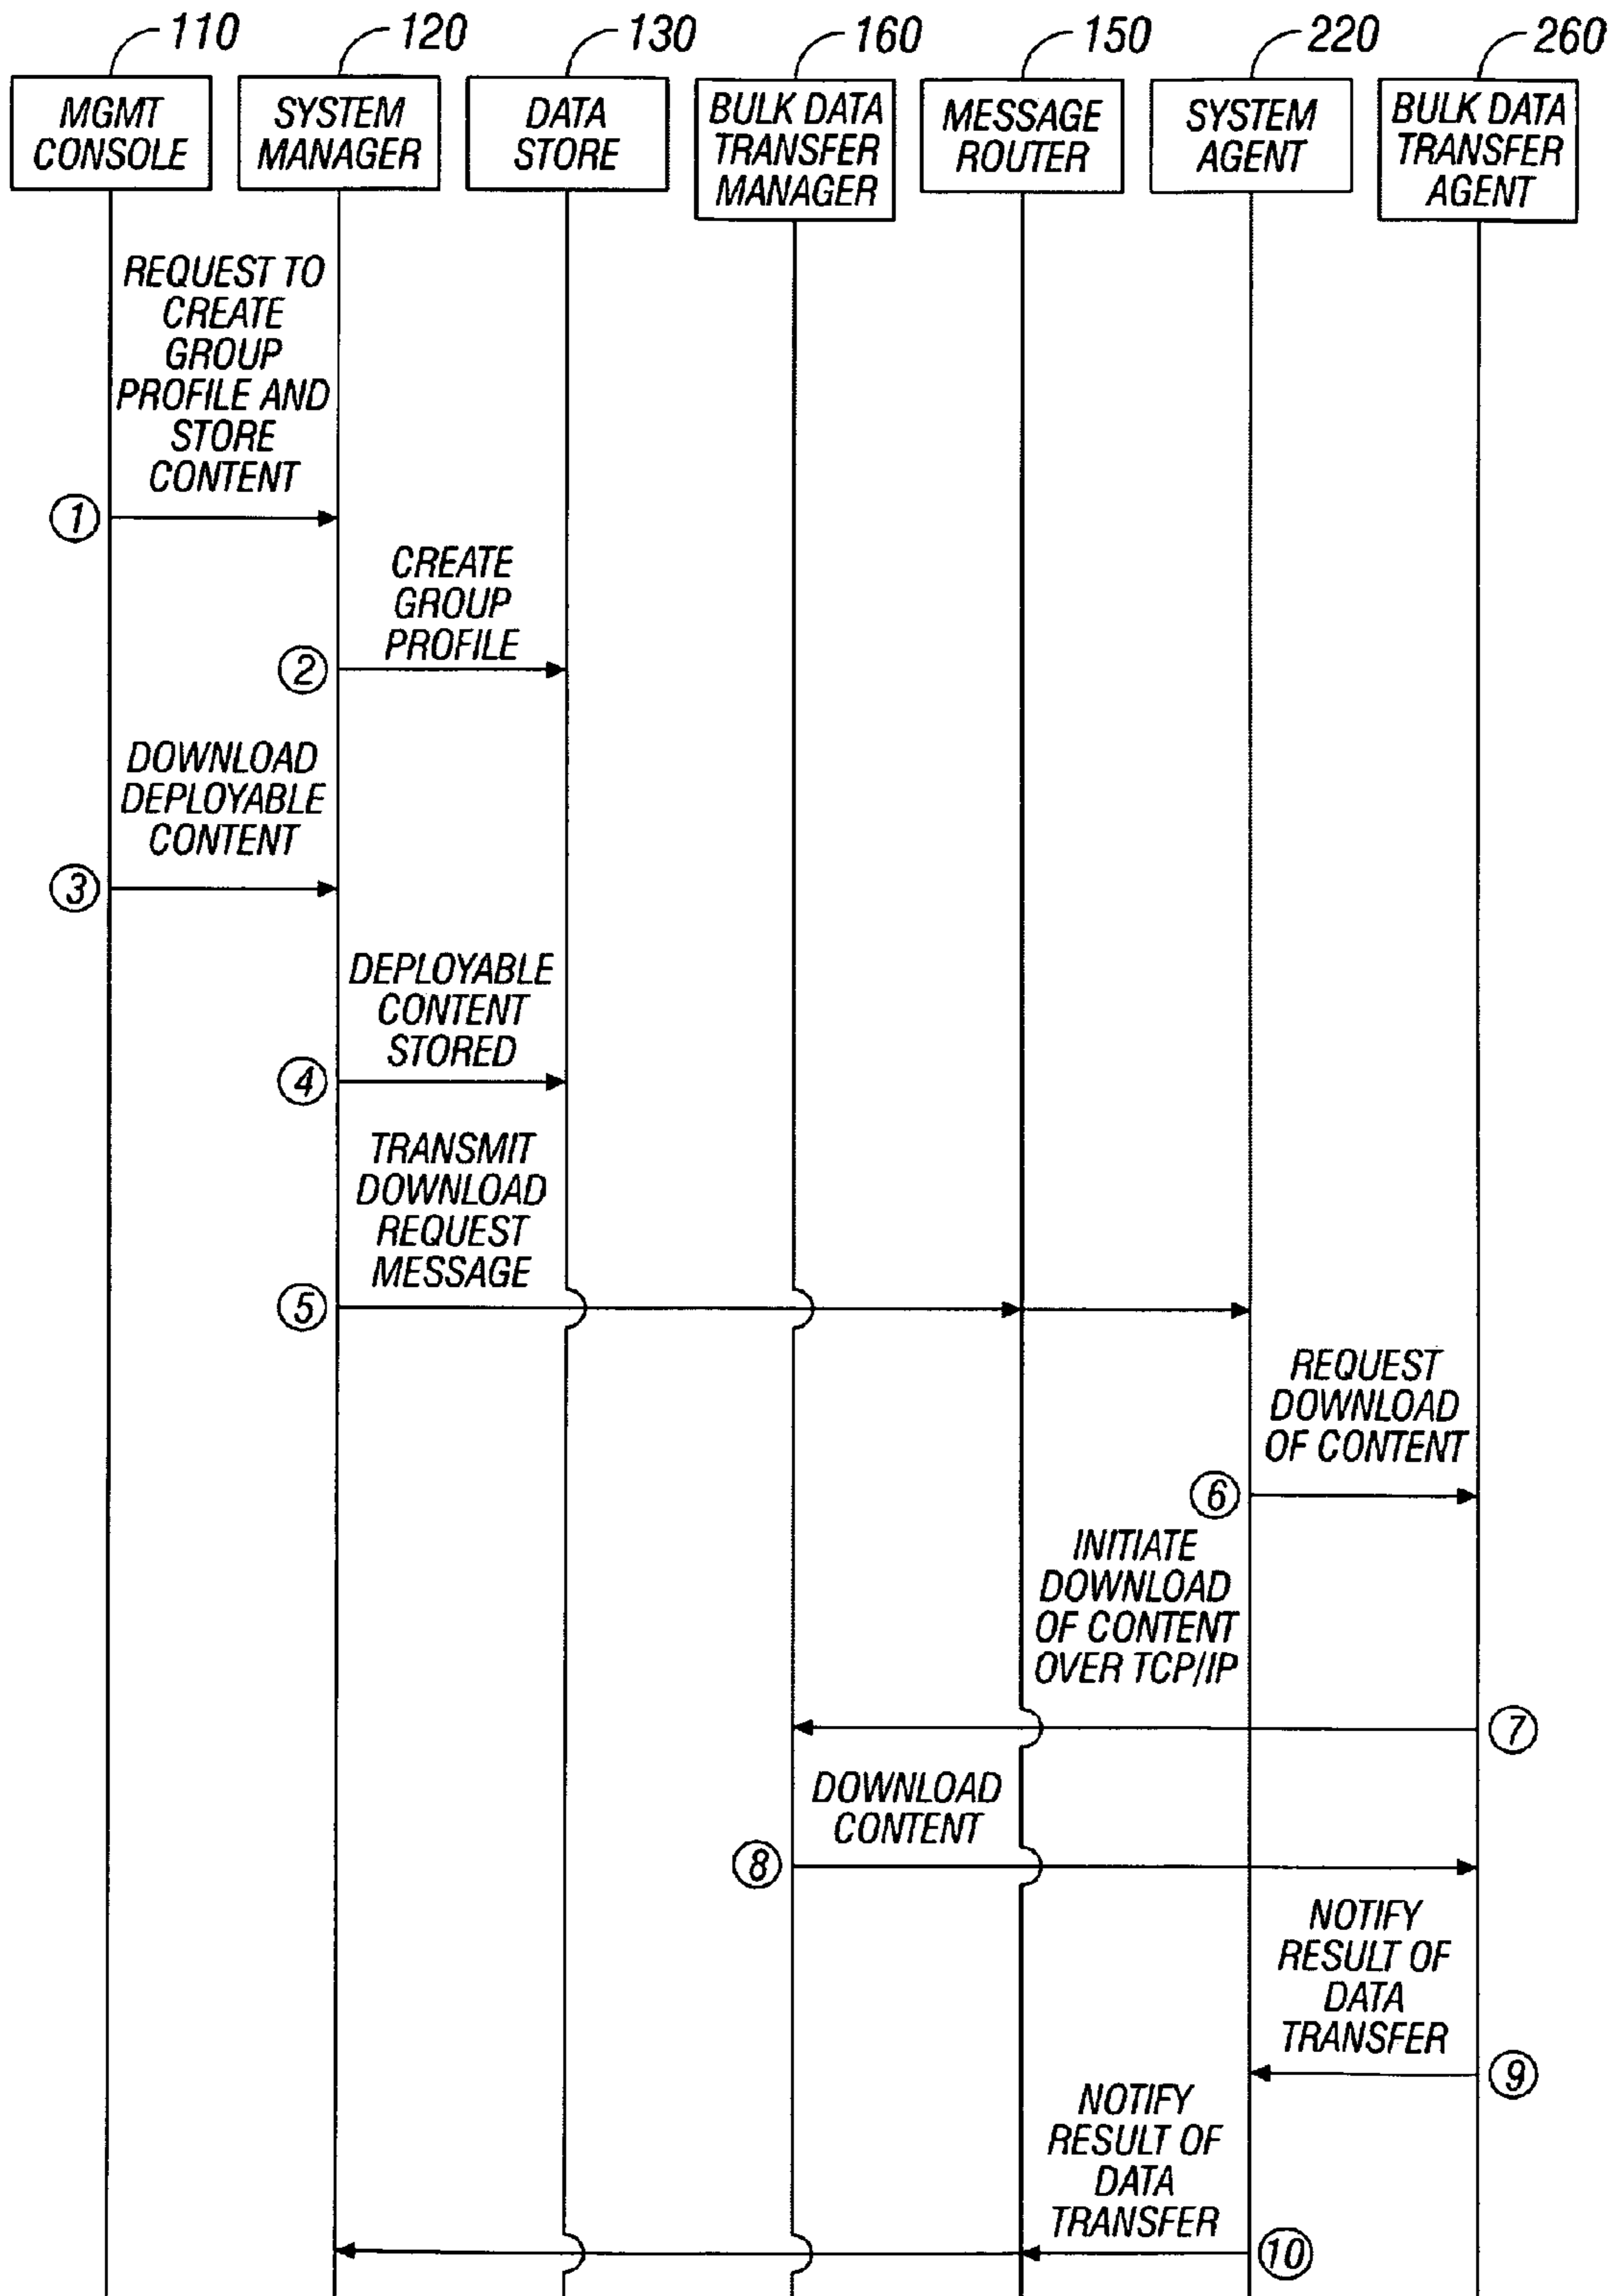 110
120
130
160
150
220
260
MGMT
CONSOLE
SYSTEM
MANAGER
DATA
STORE
BULK DATA
TRANSFER
MANAGER
MESSAGE
ROUTER
SYSTEM
AGENT
BULK DATA
TRANSFER
AGENT
REQUEST TO
CREATE
GROUP
PROFILE AND
STORE
CONTENT
1
CREATE
GROUP
PROFILE
2
DOWNLOAD
DEPLOYABLE
CONTENT
3
DEPLOYABLE
CONTENT
STORED
4
TRANSMIT
DOWNLOAD
REQUEST
MESSAGE
5
REQUEST
DOWNLOAD
OF CONTENT
6
INITIATE
DOWNLOAD
OF CONTENT
OVER TCP/IP
7
DOWNLOAD
CONTENT
8
NOTIFY
RESULT OF
DATA
TRANSFER
9
NOTIFY
RESULT OF
DATA
TRANSFER
10